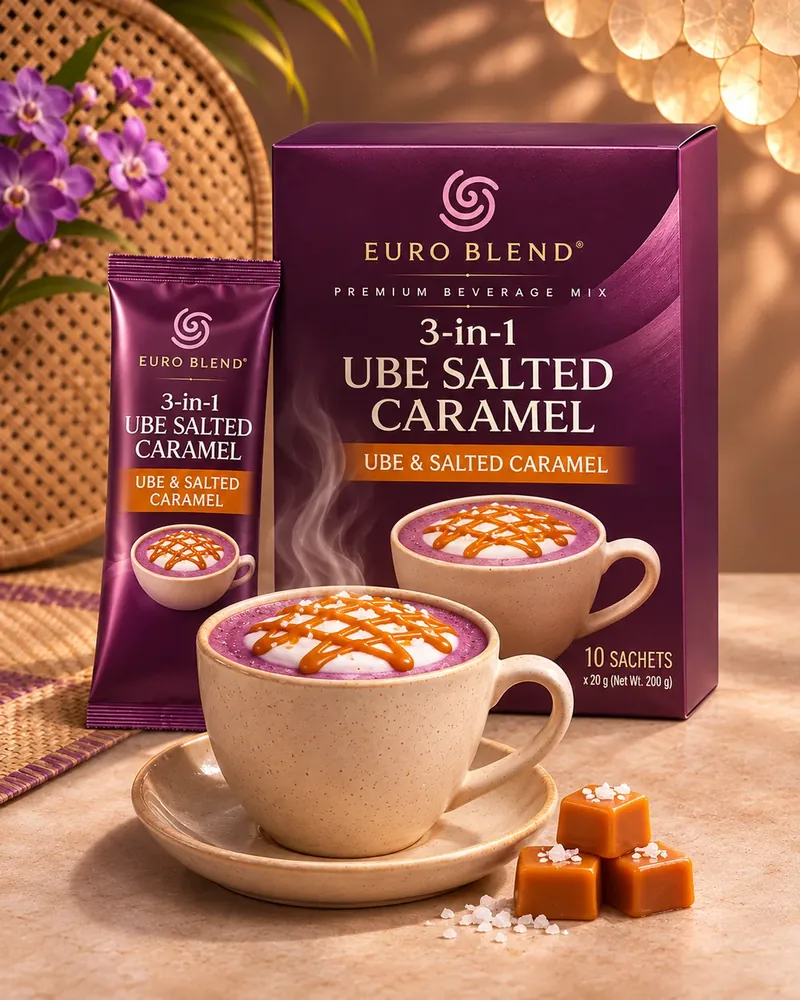 EURO BLEND®
PREMIUM BEVERAGE MIX
3-in-1
UBE SALTED
CARAMEL
UBE & SALTED CARAMEL
10 SACHETS
x 20 g (Net Wt. 200 g)
EURO BLEND®
3-in-1
UBE SALTED
CARAMEL
UBE & SALTED
CARAMEL